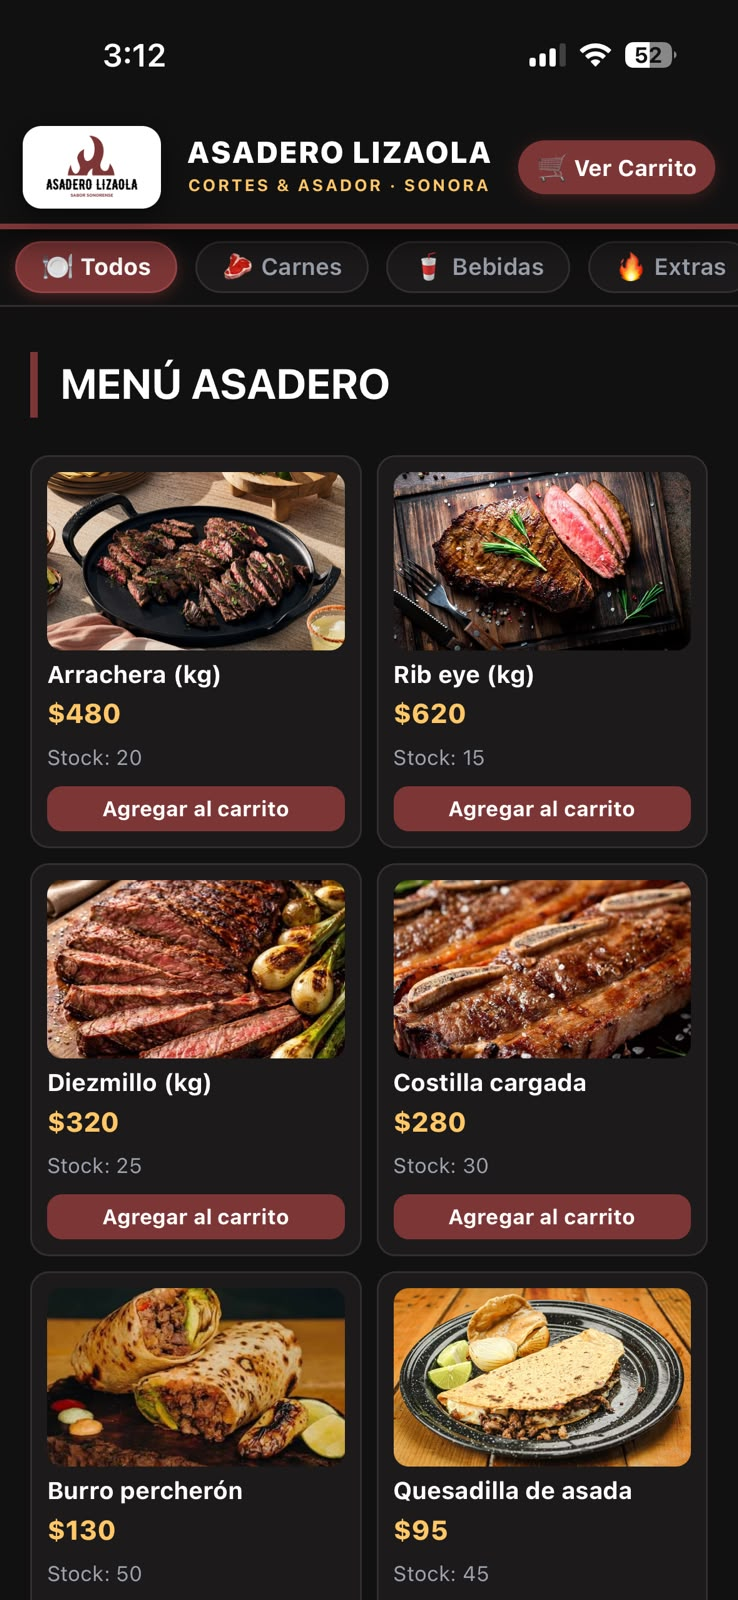 3:12
52
ASADERO LIZAOLA
SABOR SONORENSE
ASADERO LIZAOLA
CORTES & ASADOR · SONORA
Ver Carrito
Todos
Carnes
Bebidas
Extras
MENÚ ASADERO
Arrachera (kg)
$480
Stock: 20
Agregar al carrito
Rib eye (kg)
$620
Stock: 15
Agregar al carrito
Diezmillo (kg)
$320
Stock: 25
Agregar al carrito
Costilla cargada
$280
Stock: 30
Agregar al carrito
Burro percherón
$130
Stock: 50
Quesadilla de asada
$95
Stock: 45